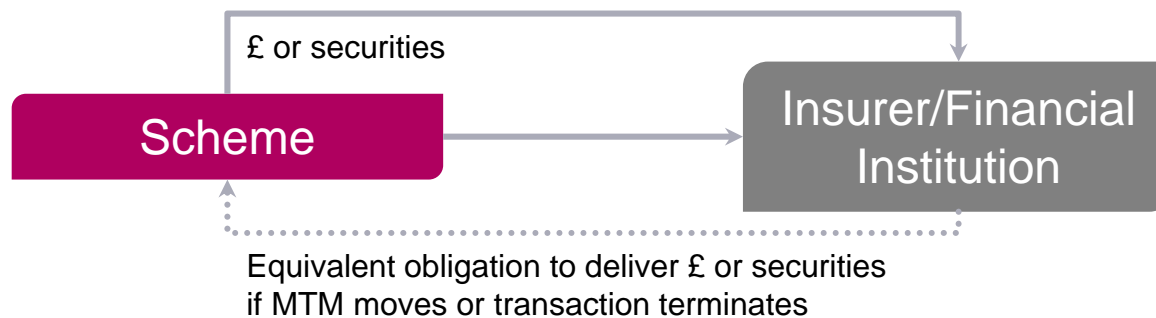 £ or securities
Scheme
Insurer/Financial
Institution
Equivalent obligation to deliver £ or securities
if MTM moves or transaction terminates